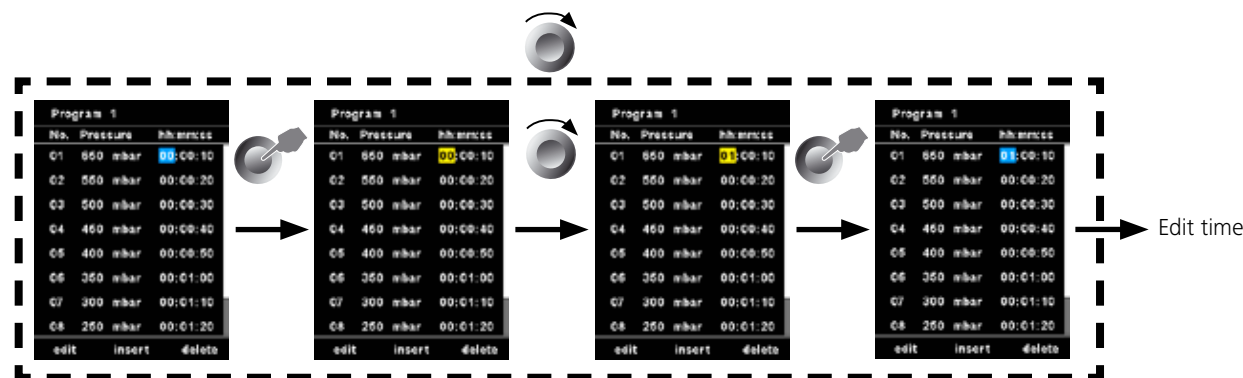 Program 1
No. Pressure hh:mm:ss
01 650 mbar 00:00:10
02 550 mbar 00:00:20
03 500 mbar 00:00:30
04 450 mbar 00:00:40
05 400 mbar 00:00:50
06 350 mbar 00:01:00
07 300 mbar 00:01:10
08 250 mbar 00:01:20
edit insert delete
Program 1
No. Pressure hh:mm:ss
01 650 mbar 00:00:10
02 550 mbar 00:00:20
03 500 mbar 00:00:30
04 450 mbar 00:00:40
05 400 mbar 00:00:50
06 350 mbar 00:01:00
07 300 mbar 00:01:10
08 250 mbar 00:01:20
edit insert delete
Program 1
No. Pressure hh:mm:ss
01 650 mbar 01:00:10
02 550 mbar 00:00:20
03 500 mbar 00:00:30
04 450 mbar 00:00:40
05 400 mbar 00:00:50
06 350 mbar 00:01:00
07 300 mbar 00:01:10
08 250 mbar 00:01:20
edit insert delete
Program 1
No. Pressure hh:mm:ss
01 650 mbar 01:00:10
02 550 mbar 00:00:20
03 500 mbar 00:00:30
04 450 mbar 00:00:40
05 400 mbar 00:00:50
06 350 mbar 00:01:00
07 300 mbar 00:01:10
08 250 mbar 00:01:20
edit insert delete
Edit time